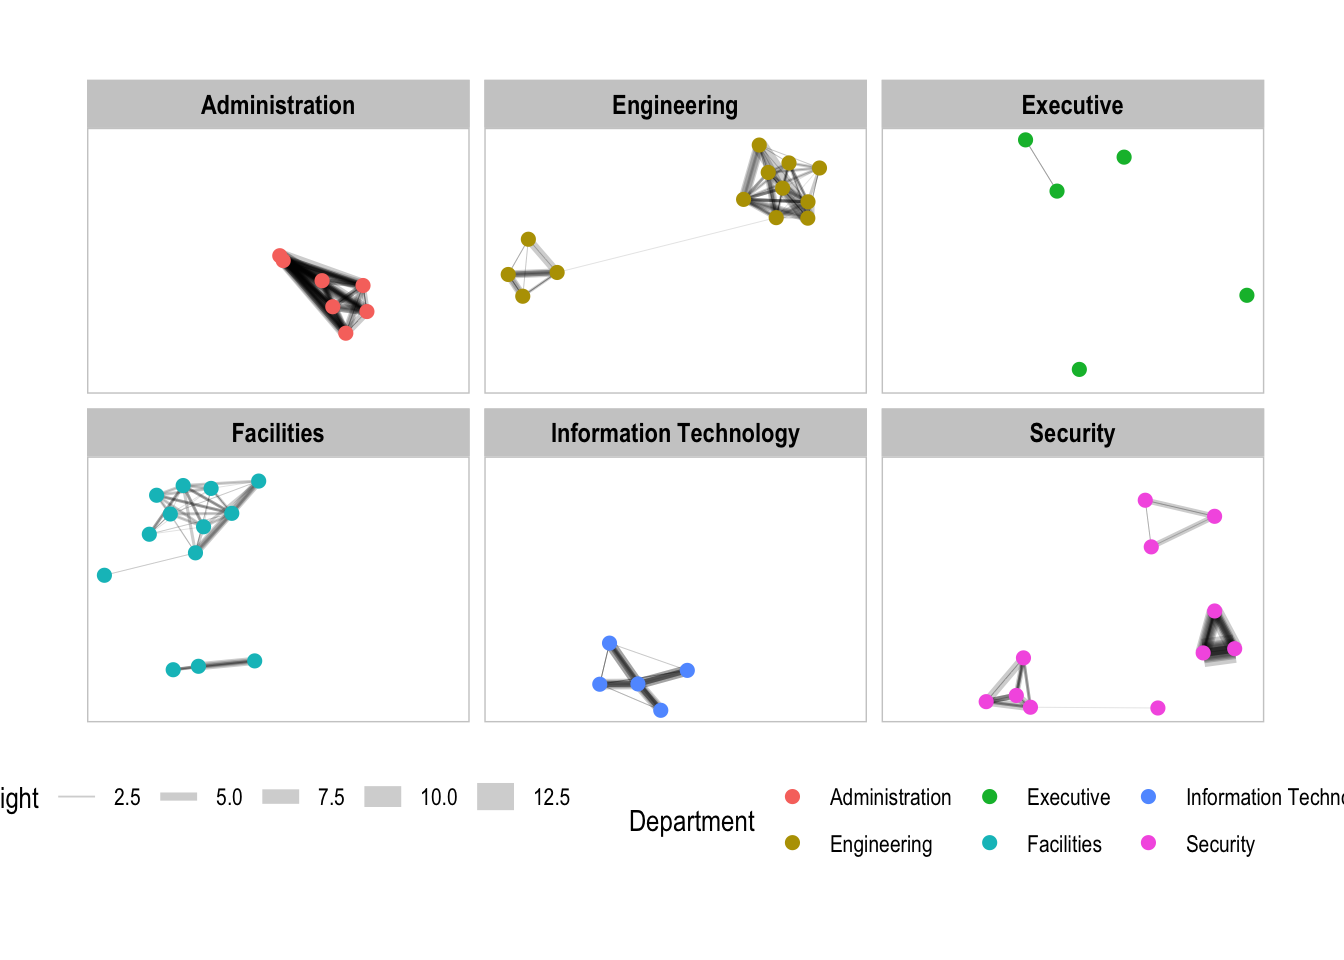 Administration
Engineering
Executive
Facilities
Information Technology
Security
2.5
5.0
7.5
10.0
12.5
Department
Administration
Executive
Engineering
Facilities
Security